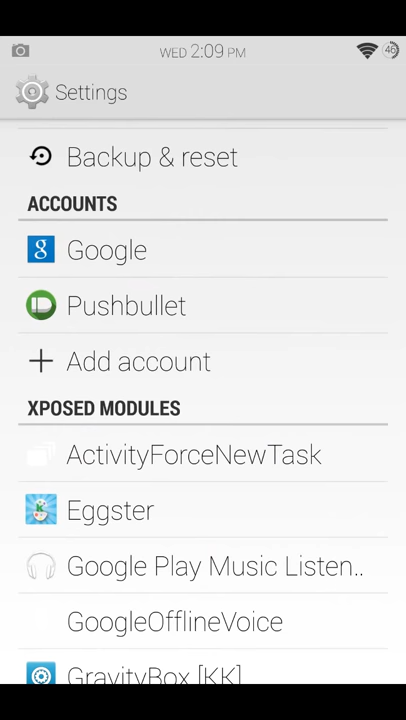 WED 2:09 PM
46
Settings
Backup & reset
ACCOUNTS
g
Google
Pushbullet
Add account
XPOSED MODULES
ActivityForceNewTask
Eggster
Google Play Music Listen..
GoogleOfflineVoice
GravityBox [KK]